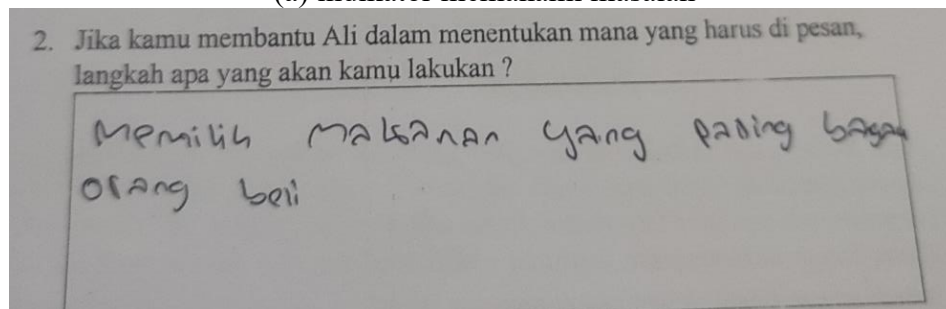 2. Jika kamu membantu Ali dalam menentukan mana yang harus di pesan,
langkah apa yang akan kamu lakukan ?
Memilih makanan yang paling
orang beli